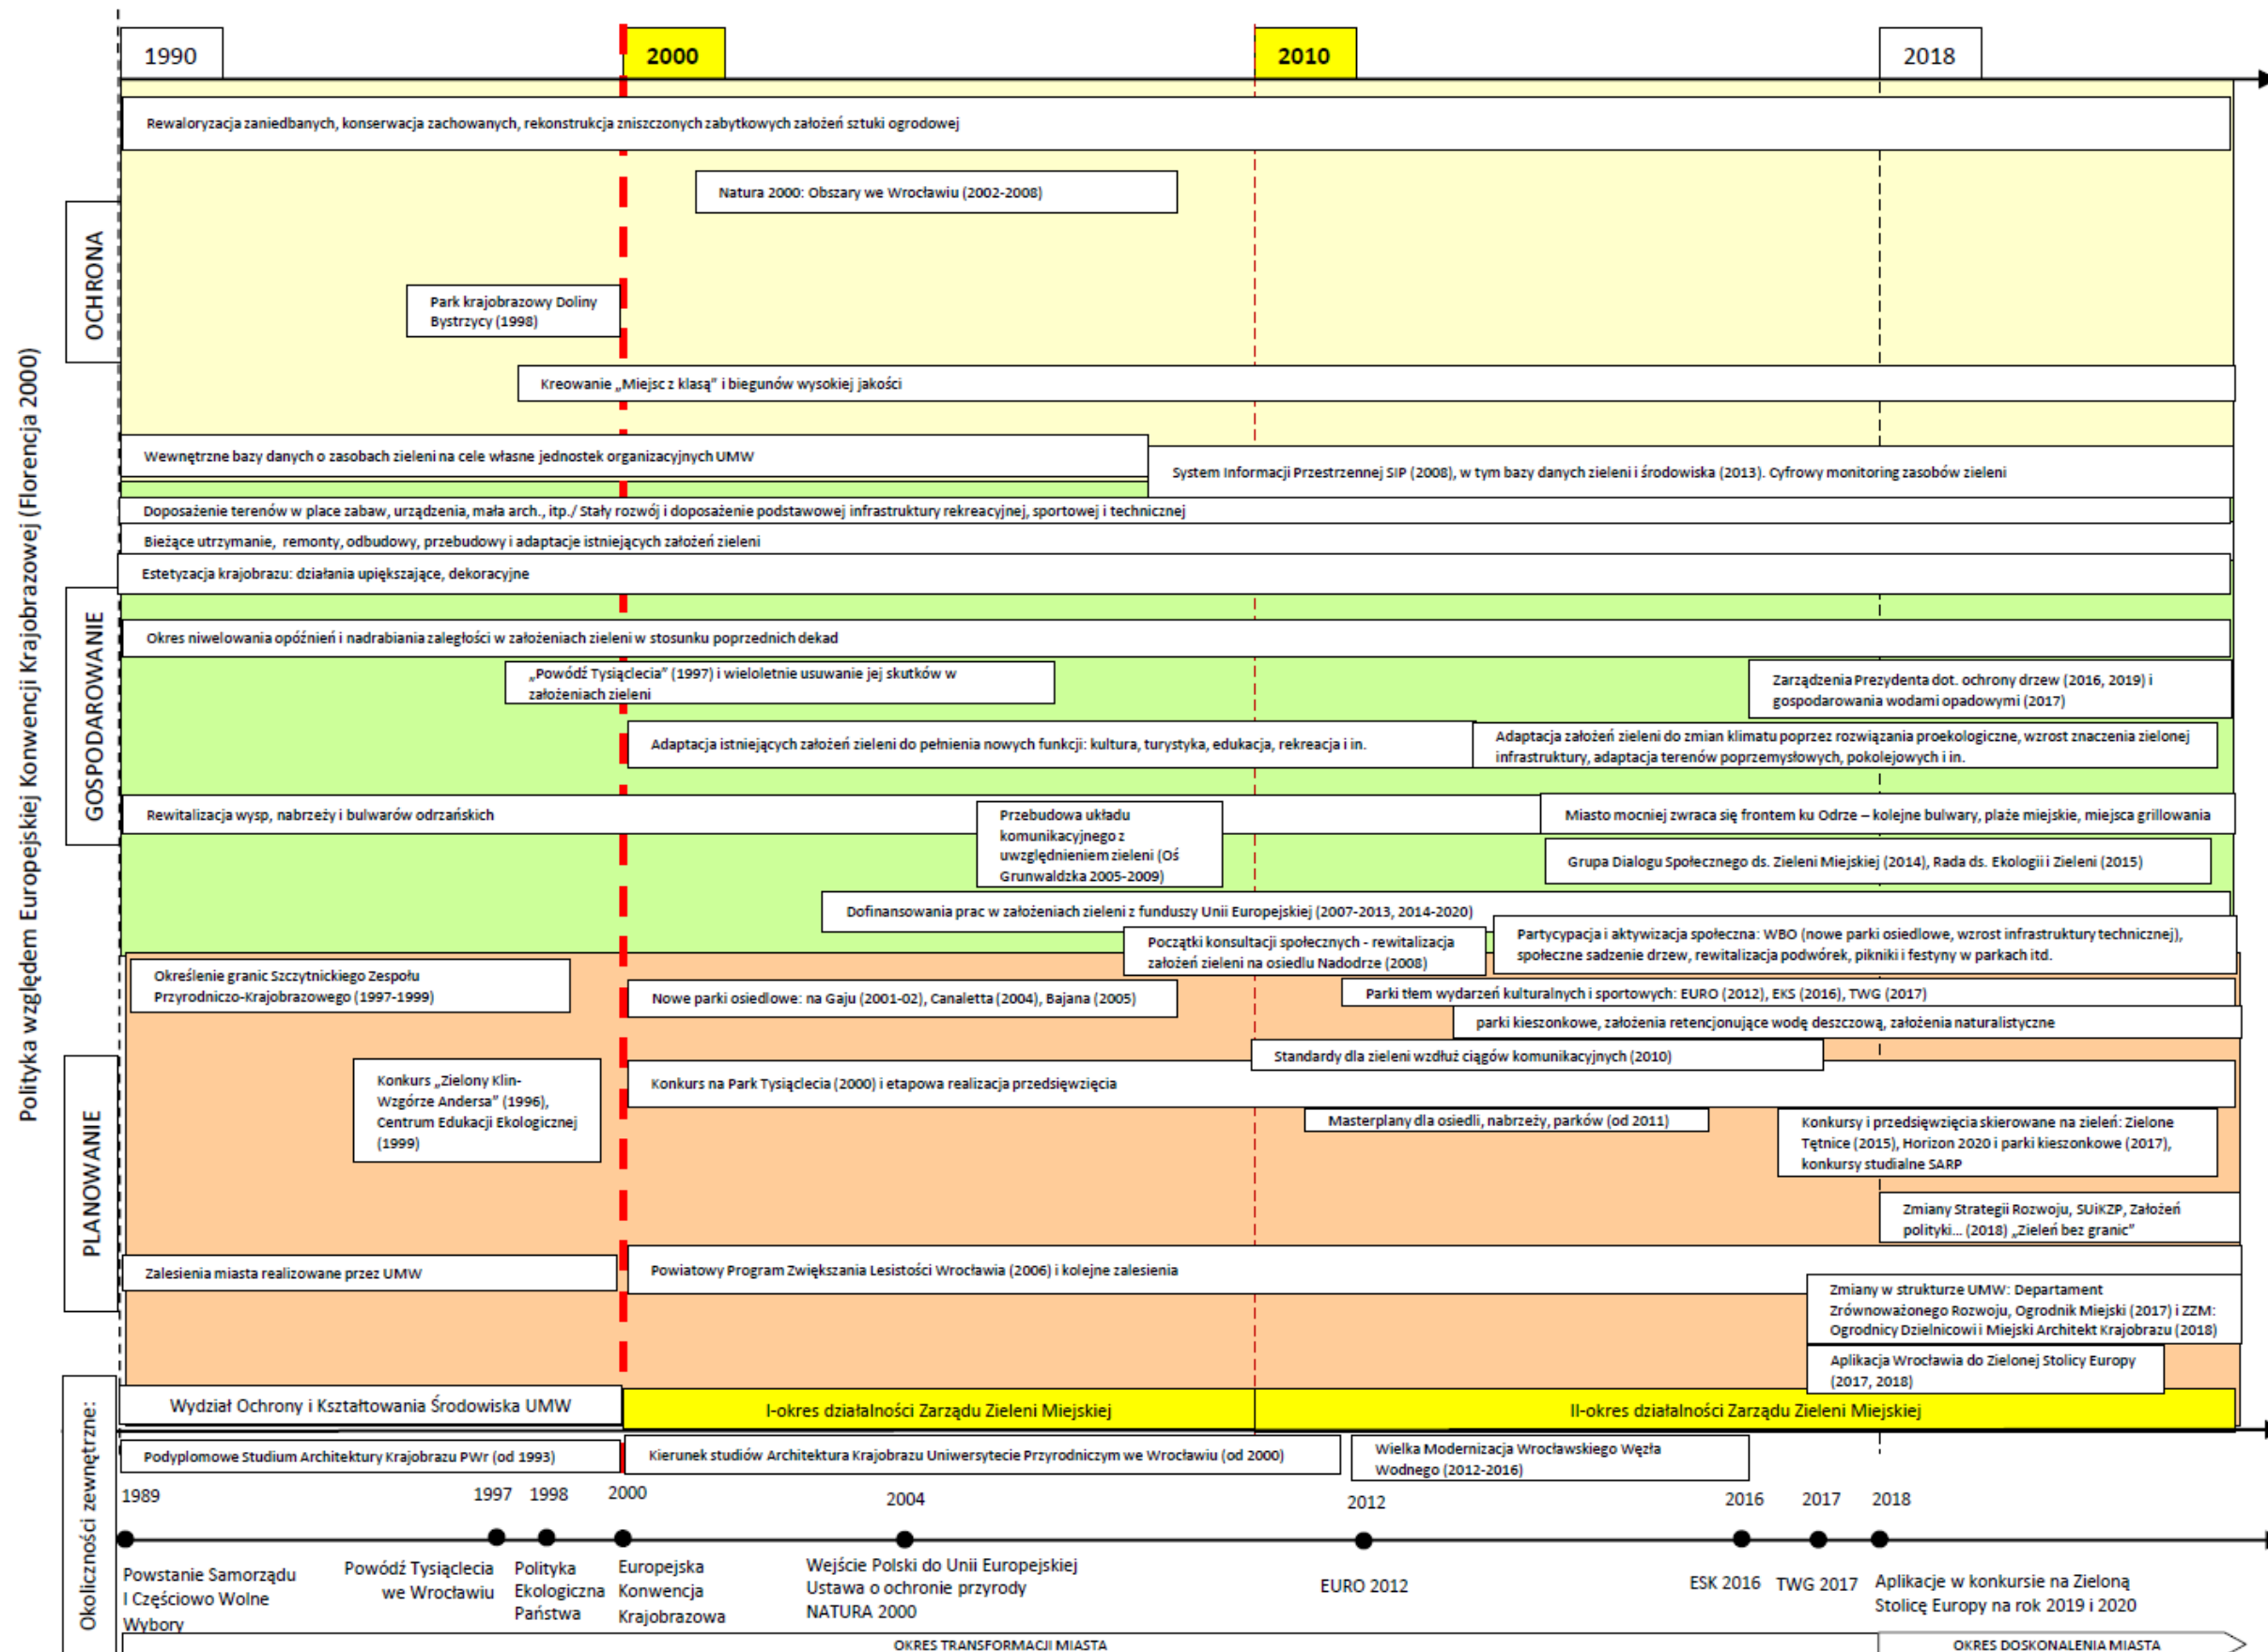 1990
2000
2010
2018
Polityka względem Europejskiej Konwencji Krajobrazowej (Florencja 2000)
OCHRONA
Rewaloryzacja zaniedbanych, konserwacja zachowanych, rekonstrukcja zniszczonych zabytkowych założeń sztuki ogrodowej
Natura 2000: Obszary we Wrocławiu (2002-2008)
Park krajobrazowy Doliny
Bystrzycy (1998)
Kreowanie „Miejsc z klasą" i biegunów wysokiej jakości
Wewnętrzne bazy danych o zasobach zieleni na cele własne jednostek organizacyjnych UMW
System Informacji Przestrzennej SIP (2008), w tym bazy danych zieleni i środowiska (2013). Cyfrowy monitoring zasobów zieleni
GOSPODAROWANIE
Doposażenie terenów w place zabaw, urządzenia, mała arch., itp./ Stały rozwój i doposażenie podstawowej infrastruktury rekreacyjnej, sportowej i technicznej
Bieżące utrzymanie, remonty, odbudowy, przebudowy i adaptacje istniejących założeń zieleni
Estetyzacja krajobrazu: działania upiększające, dekoracyjne
Okres niwelowania opóźnień i nadrabiania zaległości w założeniach zieleni w stosunku poprzednich dekad
„Powódź Tysiąclecia" (1997) i wieloletnie usuwanie jej skutków w
założeniach zieleni
Zarządzenia Prezydenta dot. ochrony drzew (2016, 2019) i
gospodarowania wodami opadowymi (2017)
Adaptacja istniejących założeń zieleni do pełnienia nowych funkcji: kultura, turystyka, edukacja, rekreacja i in.
Adaptacja założeń zieleni do zmian klimatu poprzez rozwiązania proekologiczne, wzrost znaczenia zielonej
infrastruktury, adaptacja terenów poprzemysłowych, pokolejowych i in.
Rewitalizacja wysp, nabrzeży i bulwarów odrzańskich
Przebudowa układu
komunikacyjnego z
uwzględnieniem zieleni (Oś
Grunwaldzka 2005-2009)
Miasto mocniej zwraca się frontem ku Odrze – kolejne bulwary, plaże miejskie, miejsca grillowania
Grupa Dialogu Społecznego ds. Zieleni Miejskiej (2014), Rada ds. Ekologii i Zieleni (2015)
Dofinansowania prac w założeniach zieleni z funduszy Unii Europejskiej (2007-2013, 2014-2020)
Początki konsultacji społecznych - rewitalizacja
założeń zieleni na osiedlu Nadodrze (2008)
Partycypacja i aktywizacja społeczna: WBO (nowe parki osiedlowe, wzrost infrastruktury technicznej),
społeczne sadzenie drzew, rewitalizacja podwórek, pikniki i festyny w parkach itd.
PLANOWANIE
Określenie granic Szczytnickiego Zespołu
Przyrodniczo-Krajobrazowego (1997-1999)
Nowe parki osiedlowe: na Gaju (2001-02), Canaletta (2004), Bajana (2005)
Parki tłem wydarzeń kulturalnych i sportowych: EURO (2012), EKS (2016), TWG (2017)
parki kieszonkowe, założenia retencjonujące wodę deszczową, założenia naturalistyczne
Standardy dla zieleni wzdłuż ciągów komunikacyjnych (2010)
Konkurs „Zielony Klin-
Wzgórze Andersa" (1996),
Centrum Edukacji Ekologicznej
(1999)
Konkurs na Park Tysiąclecia (2000) i etapowa realizacja przedsięwzięcia
Masterplany dla osiedli, nabrzeży, parków (od 2011)
Konkursy i przedsięwzięcia skierowane na zieleń: Zielone
Tętnice (2015), Horizon 2020 i parki kieszonkowe (2017),
konkursy studialne SARP
Zmiany Strategii Rozwoju, SUiKZP, Założeń
polityki... (2018) „Zieleń bez granic"
Zalesienia miasta realizowane przez UMW
Powiatowy Program Zwiększania Lesistości Wrocławia (2006) i kolejne zalesienia
Zmiany w strukturze UMW: Departament
Zrównoważonego Rozwoju, Ogrodnik Miejski (2017) i ZZM:
Ogrodnicy Dzielnicowi i Miejski Architekt Krajobrazu (2018)
Aplikacja Wrocławia do Zielonej Stolicy Europy
(2017, 2018)
Okoliczności zewnętrzne:
Wydział Ochrony i Kształtowania Środowiska UMW
I-okres działalności Zarządu Zieleni Miejskiej
II-okres działalności Zarządu Zieleni Miejskiej
Podyplomowe Studium Architektury Krajobrazu PWr (od 1993)
Kierunek studiów Architektura Krajobrazu Uniwersytecie Przyrodniczym we Wrocławiu (od 2000)
Wielka Modernizacja Wrocławskiego Węzła
Wodnego (2012-2016)
1989
1997
1998
2000
2004
2012
2016
2017
2018
Powstanie Samorządu
I Częściowo Wolne
Wybory
Powódź Tysiąclecia
we Wrocławiu
Polityka
Ekologiczna
Państwa
Europejska
Konwencja
Krajobrazowa
Wejście Polski do Unii Europejskiej
Ustawa o ochronie przyrody
NATURA 2000
EURO 2012
ESK 2016
TWG 2017
Aplikacje w konkursie na Zieloną
Stolicę Europy na rok 2019 i 2020
OKRES TRANSFORMACJI MIASTA
OKRES DOSKONALENIA MIASTA